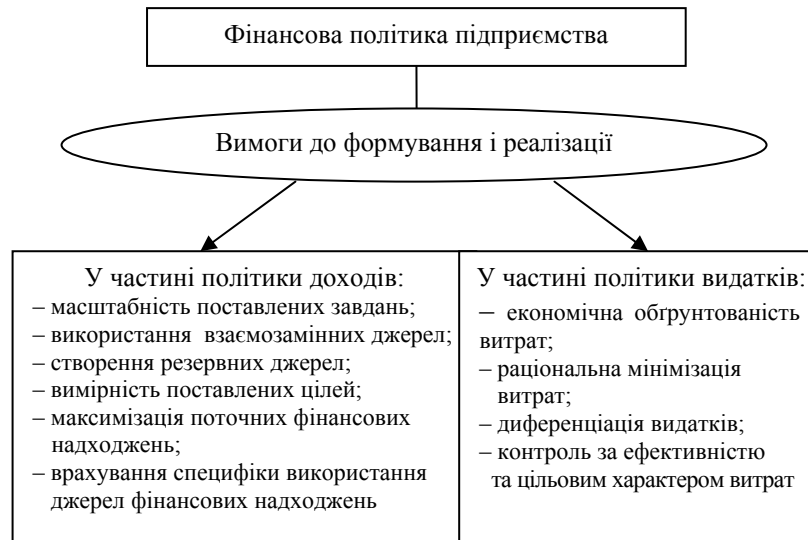 Фінансова політика підприємства
Вимоги до формування і реалізації
У частині політики доходів:
– масштабність поставлених завдань;
– використання взаємозамінних джерел;
– створення резервних джерел;
– вимірність поставлених цілей;
– максимізація поточних фінансових
надходжень;
– врахування специфіки використання
джерел фінансових надходжень
У частині політики видатків:
– економічна обґрунтованість
витрат;
– раціональна мінімізація
витрат;
– диференціація видатків;
– контроль за ефективністю
та цільовим характером витрат